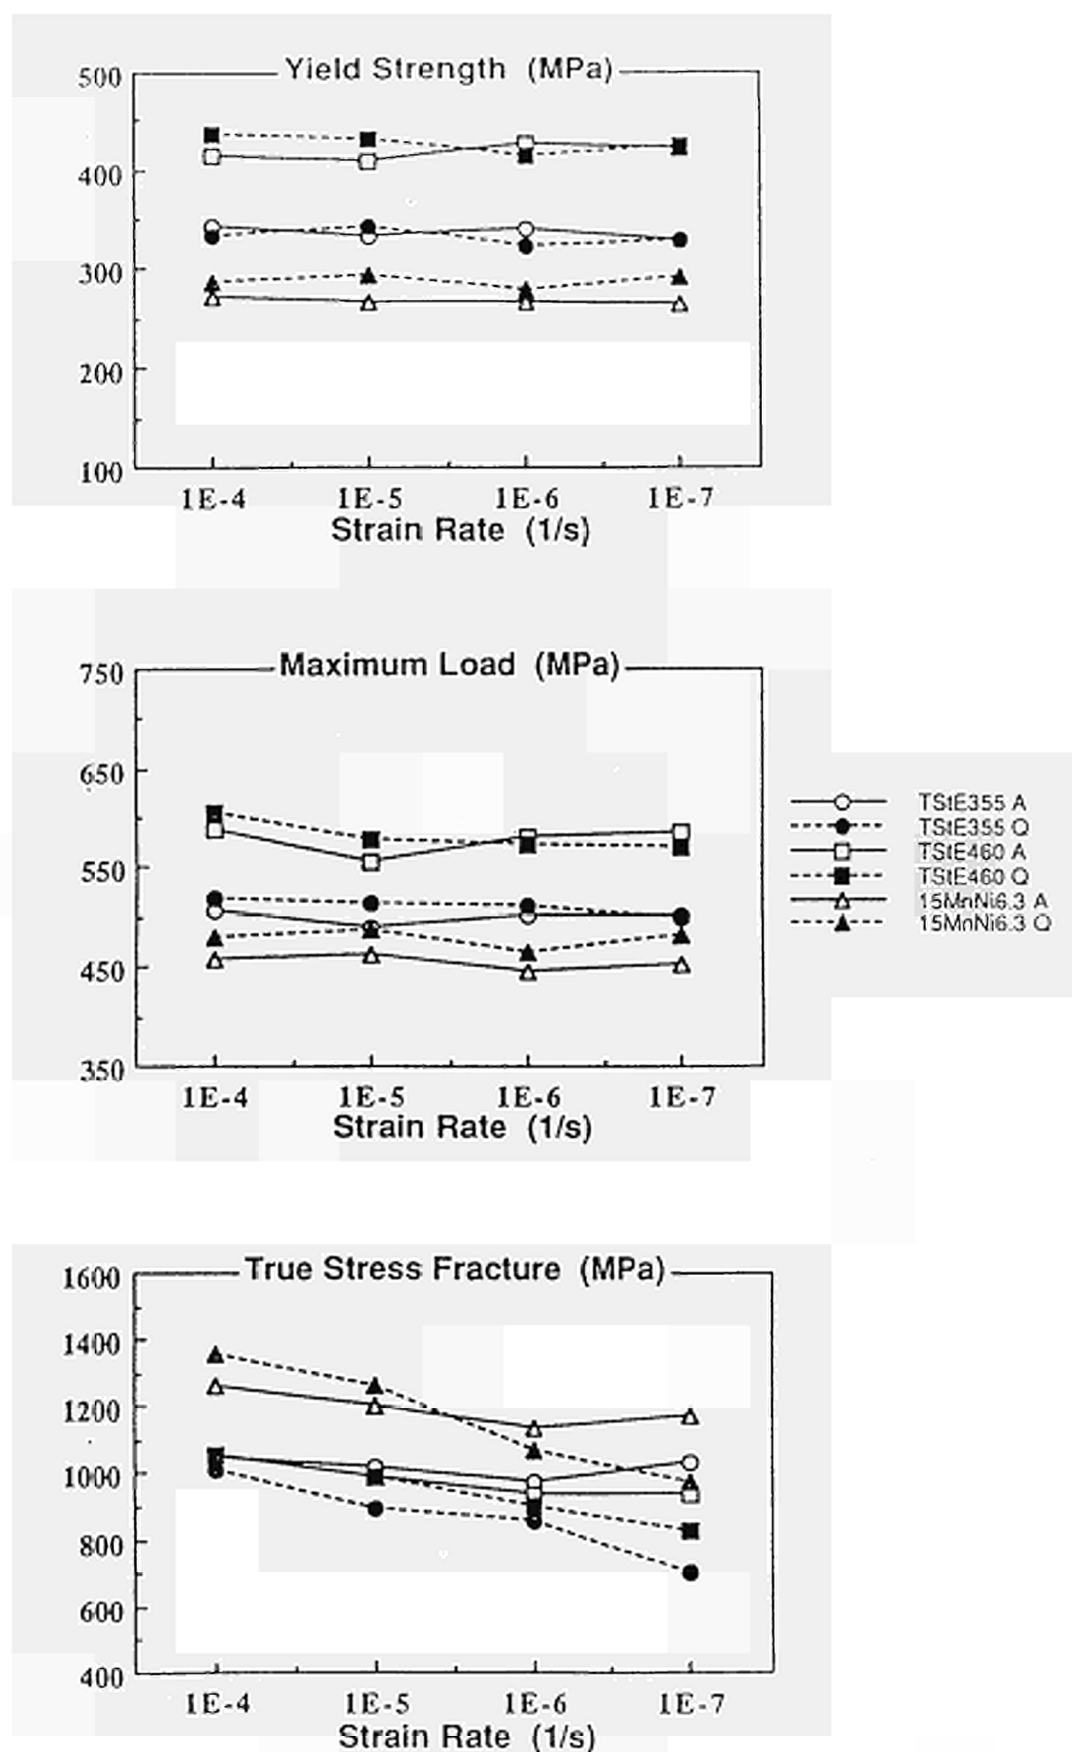 Yield Strength (MPa)
500
400
300
200
100
1E-4 1E-5 1E-6 1E-7
Strain Rate (1/s)
Maximum Load (MPa)
750
650
550
450
350
1E-4 1E-5 1E-6 1E-7
Strain Rate (1/s)
TStE355 A
TStE355 Q
TStE460 A
TStE460 Q
15MnNi6.3 A
15MnNi6.3 Q
True Stress Fracture (MPa)
1600
1400
1200
1000
800
600
400
1E-4 1E-5 1E-6 1E-7
Strain Rate (1/s)